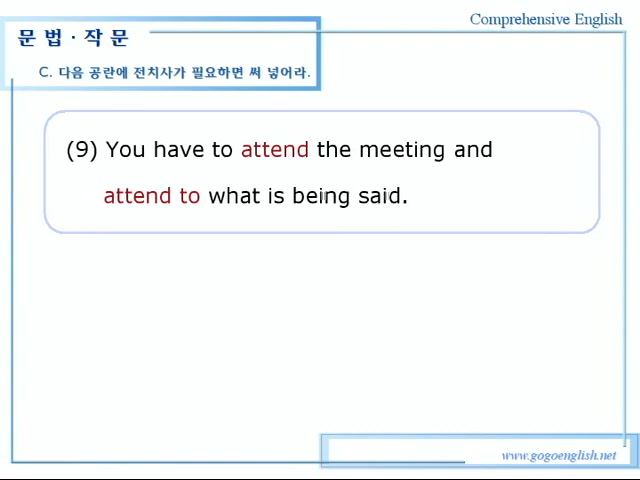 Comprehensive English
문 법 · 작 문
C. 다음 공란에 전치사가 필요하면 써 넣어라.
(9) You have to attend the meeting and
attend to what is being said.
www.gogoenglish.net